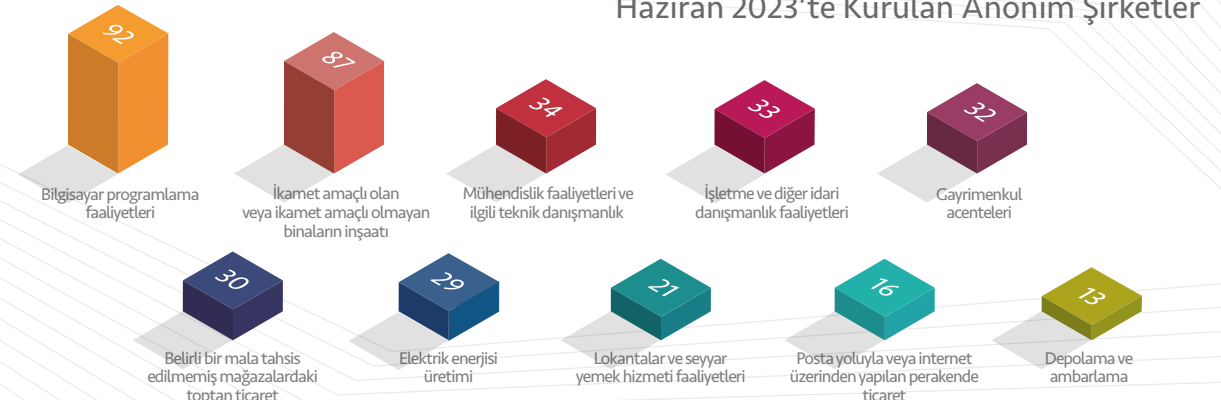 Haziran 2023'te Kurulan Anonim Şirketler
92
87
34
33
32
Bilgisayar programlama
faaliyetleri
İkamet amaçlı olan
veya ikamet amaçlı olmayan
binaların inşaatı
Mühendislik faaliyetleri ve
ilgili teknik danışmanlık
İşletme ve diğer idari
danışmanlık faaliyetleri
Gayrimenkul
acenteleri
30
29
21
16
13
Belirli bir mala tahsis
edilmemiş mağazalardaki
toptan ticaret
Elektrik enerjisi
üretimi
Lokantalar ve seyyar
yemek hizmeti faaliyetleri
Posta yoluyla veya internet
üzerinden yapılan perakende
ticaret
Depolama ve
ambarlama